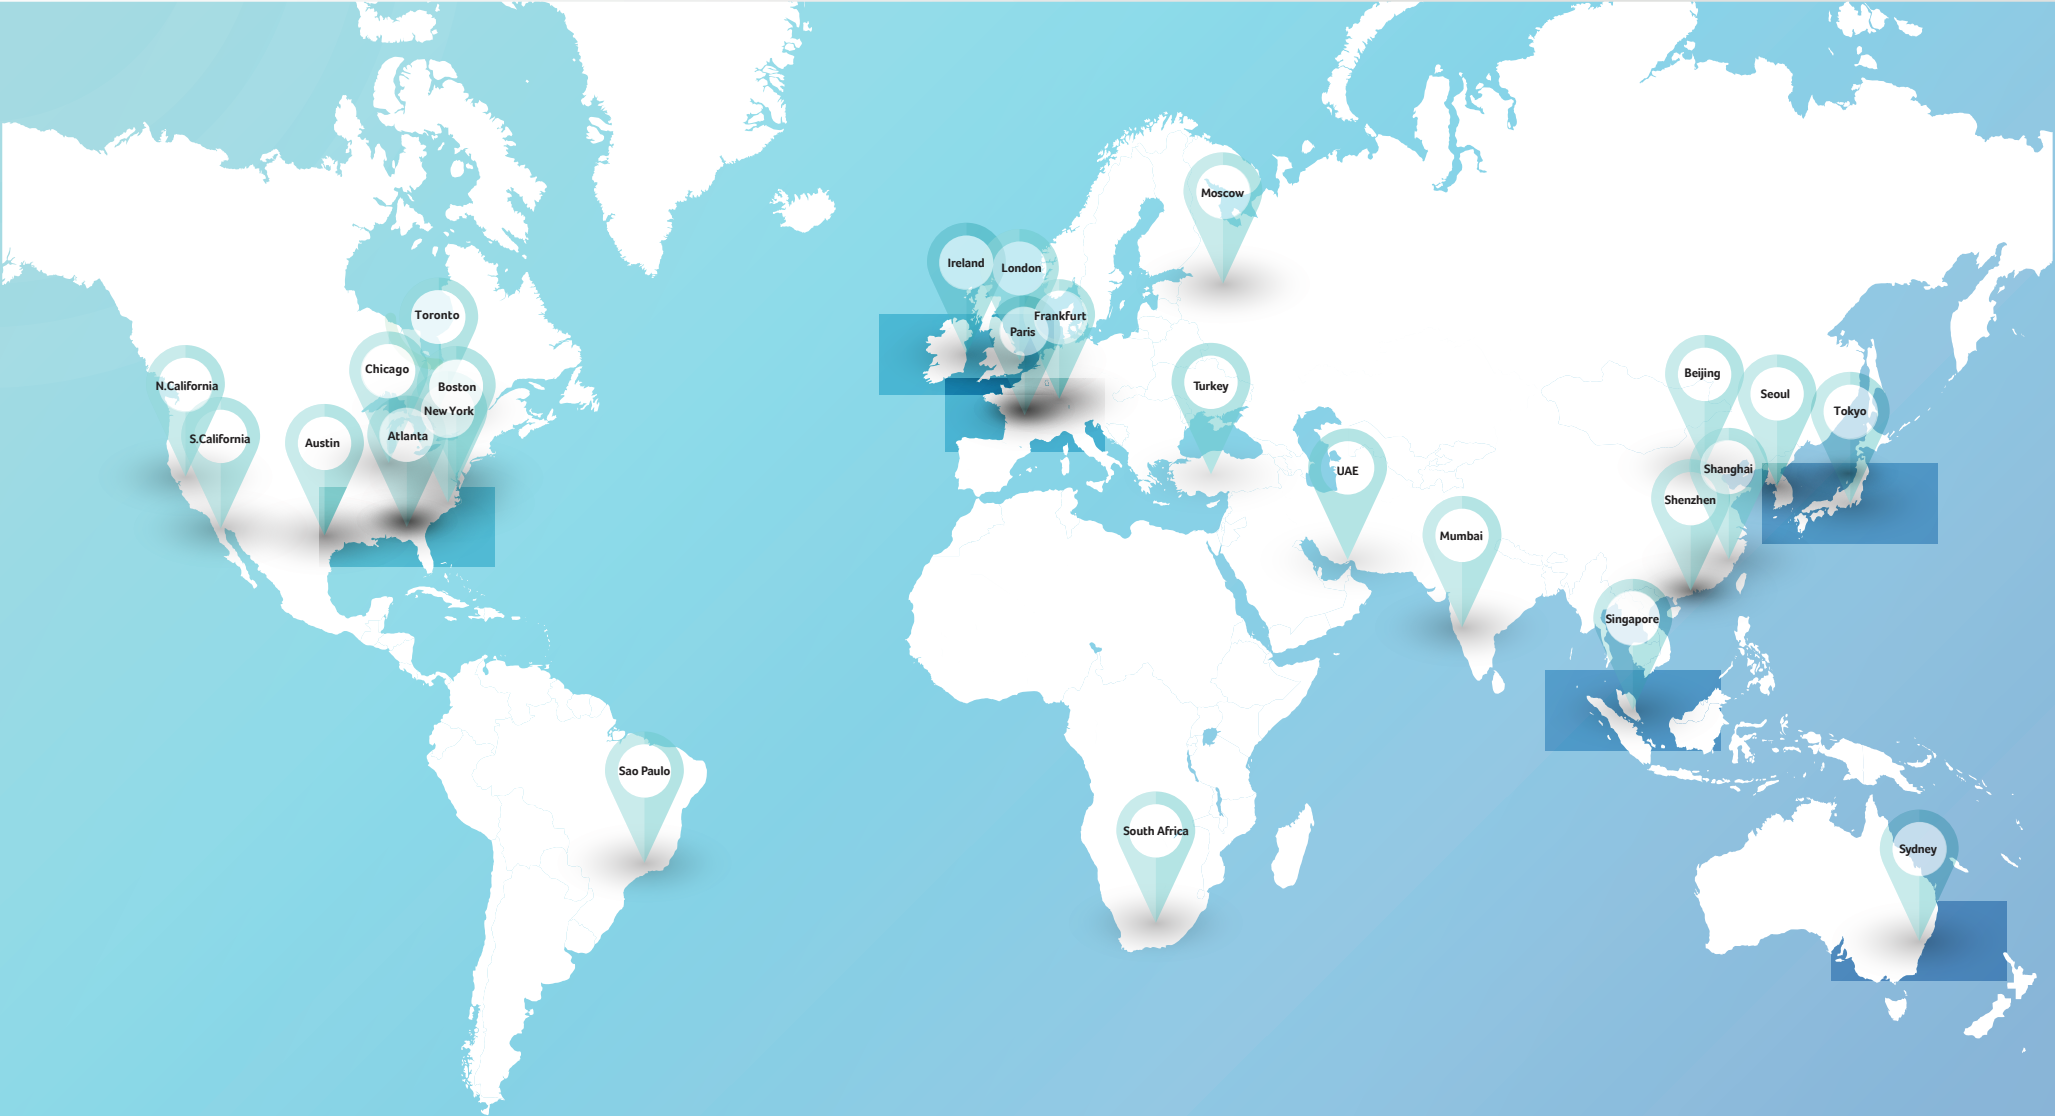 Moscow
Ireland
London
Toronto
Frankfurt
Paris
Chicago
Boston
N.California
New York
S.California
Austin
Atlanta
Turkey
Beijing
Seoul
Tokyo
UAE
Shanghai
Shenzhen
Mumbai
Singapore
Sao Paulo
South Africa
Sydney